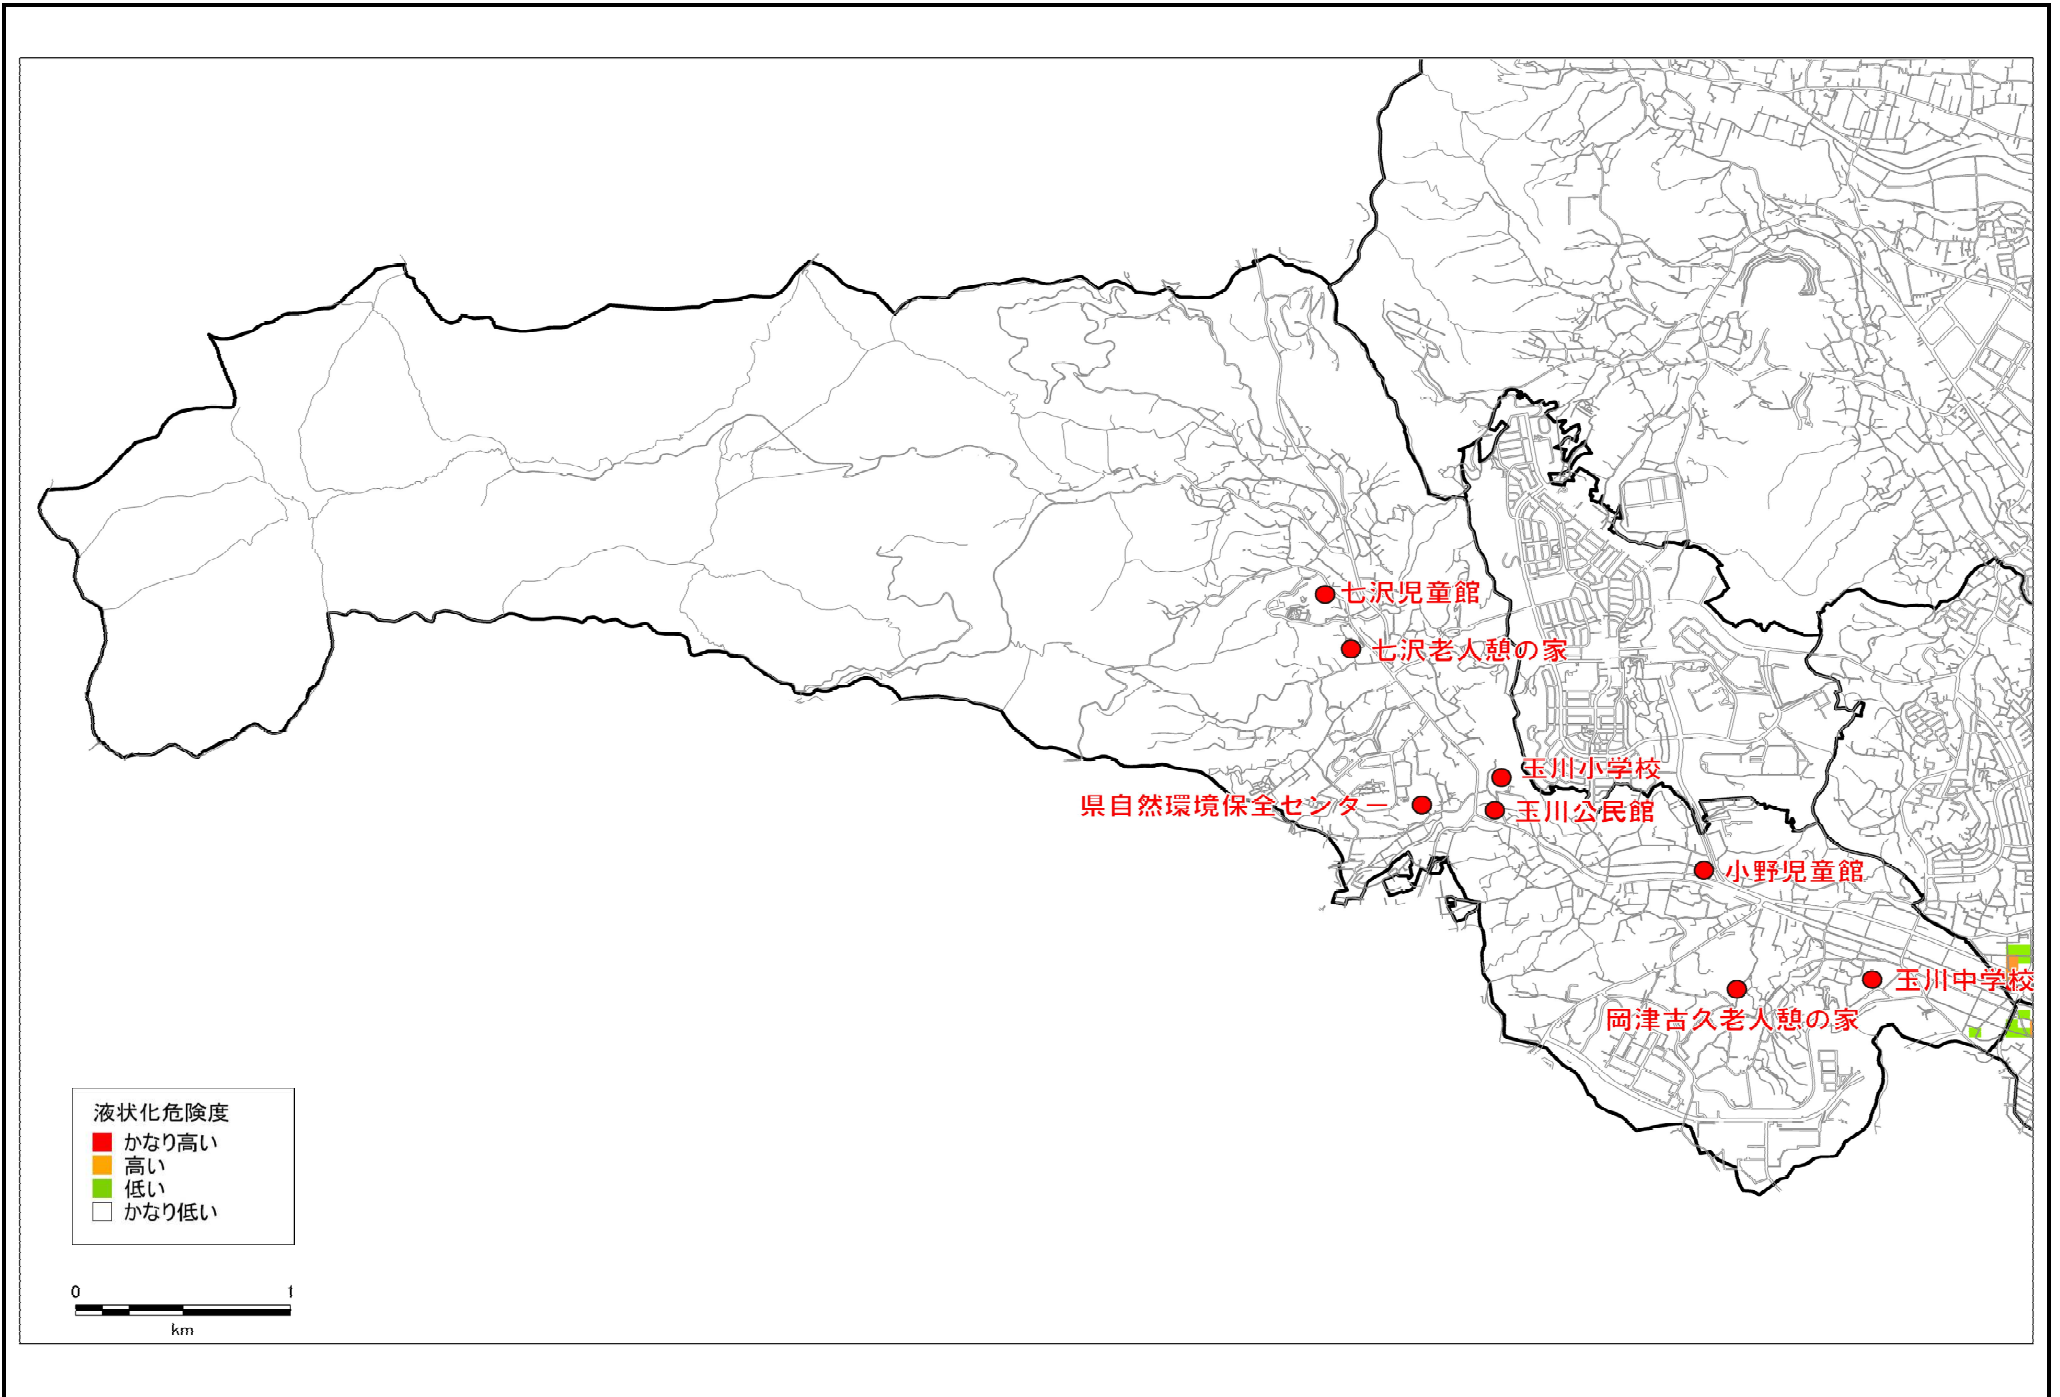 七沢児童館
七沢老人憩の家
玉川小学校
県自然環境保全センター
玉川公民館
小野児童館
玉川中学校
岡津古久老人憩の家
液状化危険度
かなり高い
高い
低い
かなり低い
0 1
km